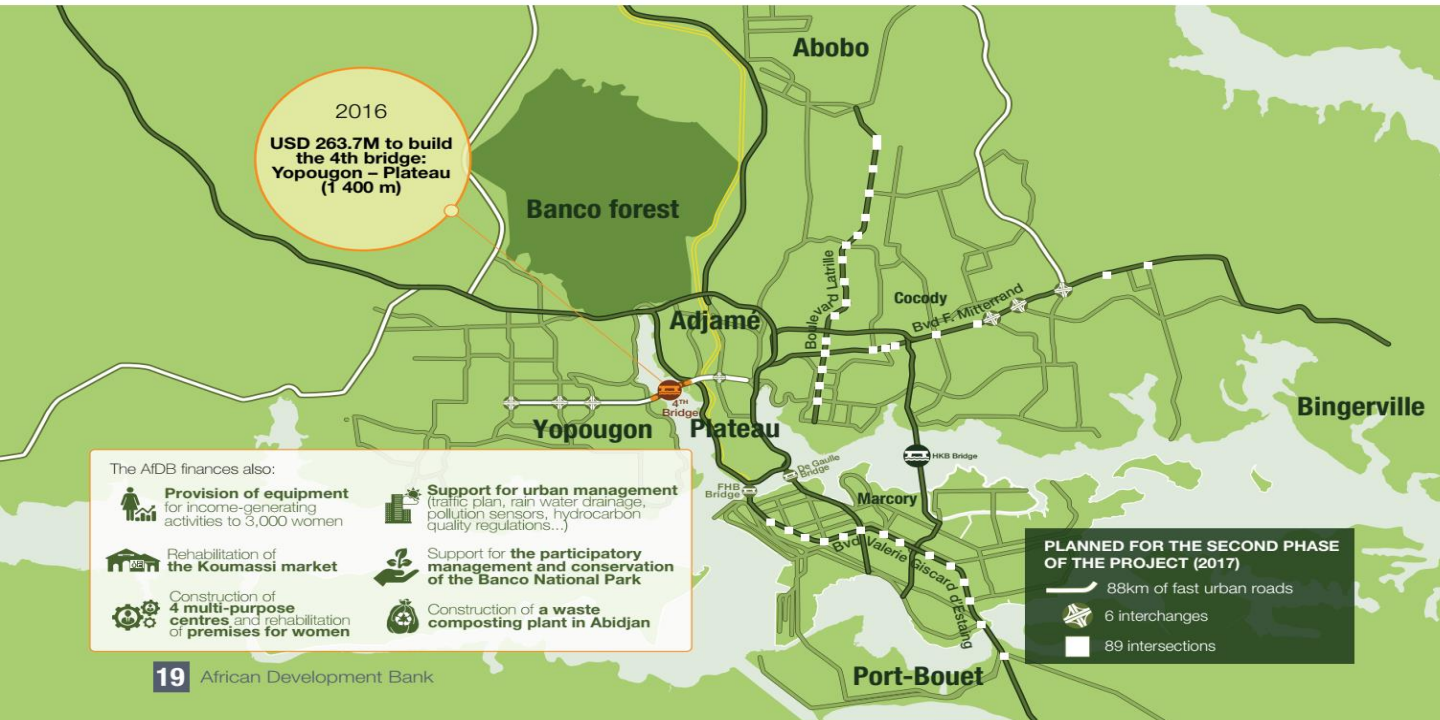 Abobo
2016
USD 263.7M to build
the 4th bridge:
Yopougon – Plateau
(1 400 m)
Banco forest
Boulevard Latrille
Cocody
Bvd F. Mitterrand
Adjamé
4TH
Bridge
Bingerville
Yopougon
Plateau
HKB Bridge
De Gaulle
Bridge
FHB
Bridge
Marcory
Bvd Valerie Giscard d'Estaing
Port-Bouet
The AfDB finances also:
Provision of equipment
for income-generating
activities to 3,000 women
Rehabilitation of
the Koumassi market
Construction of
4 multi-purpose
centres and rehabilitation
of premises for women
Support for urban management
(traffic plan, rain water drainage,
pollution sensors, hydrocarbon
quality regulations...)
Support for the participatory
management and conservation
of the Banco National Park
Construction of a waste
composting plant in Abidjan
PLANNED FOR THE SECOND PHASE
OF THE PROJECT (2017)
88km of fast urban roads
6 interchanges
89 intersections
19 African Development Bank